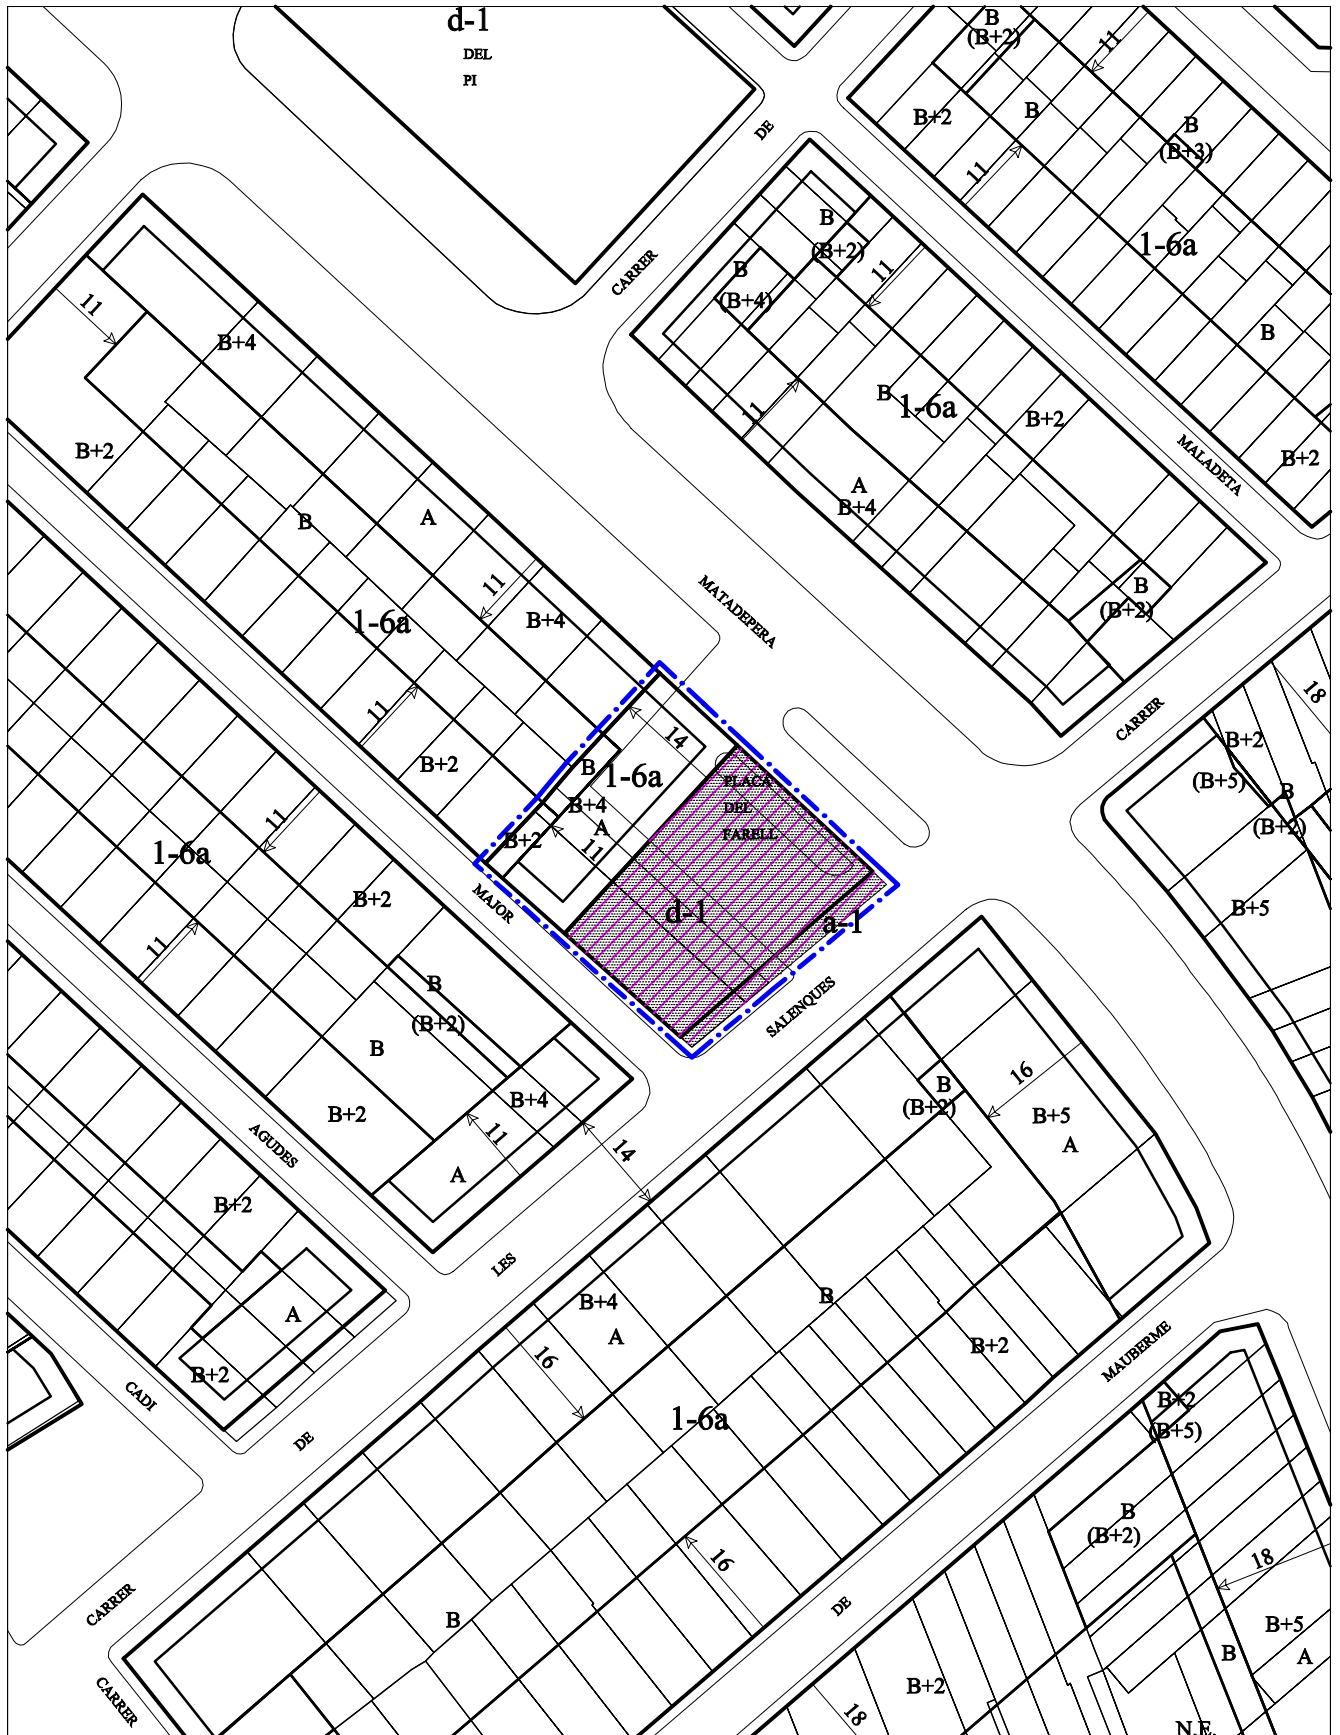 d-1
DEL
PI
DE
B
(B+2)
11
B+2
B
B
(B+3)
11
1-6a
B
B+2
B
(B+2)
B
(B+4)
11
CARRER
11
B+4
11
B
1-6a
B+2
A
B+4
MALADETA
B+2
B
A
11
B+4
1-6a
MATADEPERA
B
(B+2)
11
B+2
CARRER
18
14
B
1-6a
B+4
A
B+2
11
PLAÇA
DEL
FARELL
d-1
a-1
B+2
(B+5)
B
(B+2)
B+5
MAJOR
SALENQUES
11
1-6a
B+2
11
B
(B+2)
B
B+2
B+4
11
A
14
B
(B+2)
16
B+5
A
AGUDES
B+2
A
B+2
LES
CADI
DE
B+4
A
16
B
B+2
1-6a
MAUBERME
B+2
(B+5)
B
(B+2)
18
16
CARRER
CARRER
B
DE
B+2
18
B+5
A
B
N.E.